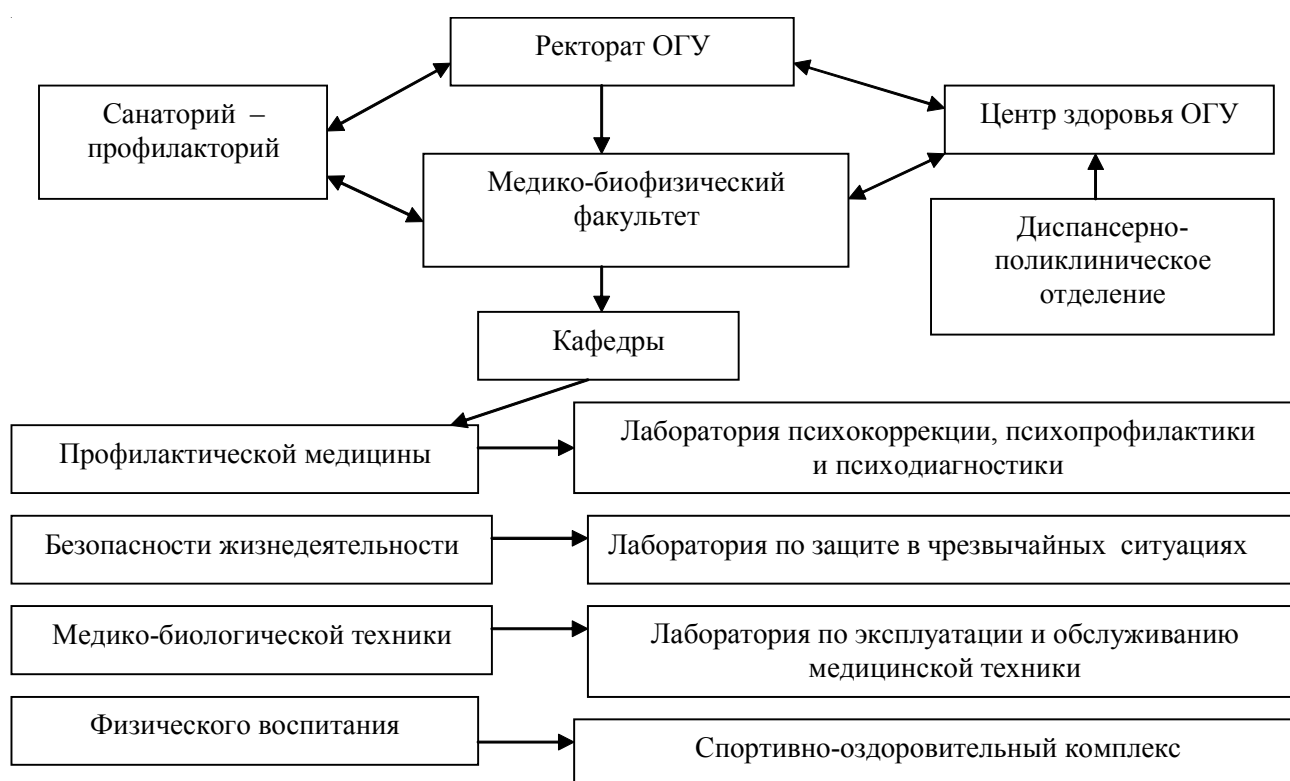 Ректорат ОГУ
Санаторий –
профилакторий
Центр здоровья ОГУ
Медико-биофизический
факультет
Диспансерно-
поликлиническое
отделение
Кафедры
Профилактической медицины
Лаборатория психокоррекции, психопрофилактики
и психодиагностики
Безопасности жизнедеятельности
Лаборатория по защите в чрезвычайных ситуациях
Медико-биологической техники
Лаборатория по эксплуатации и обслуживанию
медицинской техники
Физического воспитания
Спортивно-оздоровительный комплекс